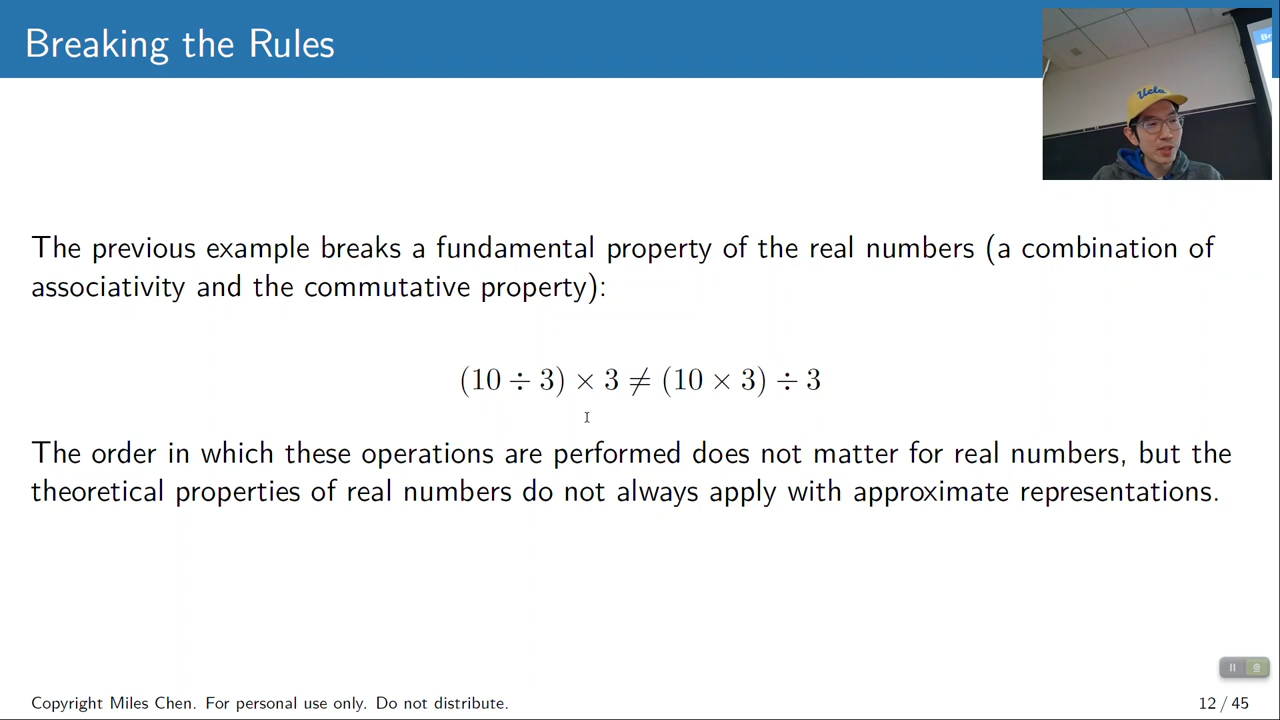 Breaking the Rules
Ucla
The previous example breaks a fundamental property of the real numbers (a combination of
associativity and the commutative property):
(10 ÷ 3) × 3 ≠ (10 × 3) ÷ 3
The order in which these operations are performed does not matter for real numbers, but the
theoretical properties of real numbers do not always apply with approximate representations.
Copyright Miles Chen. For personal use only. Do not distribute.
12 / 45